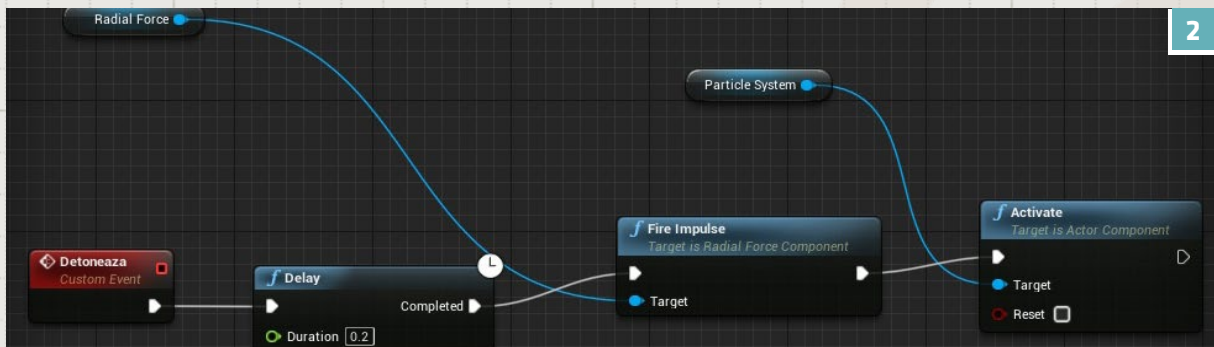 Radial Force
2
Particle System
Detoneaza
Custom Event
Delay
Completed
Duration 0.2
Fire Impulse
Target is Radial Force Component
Target
Activate
Target is Actor Component
Target
Reset